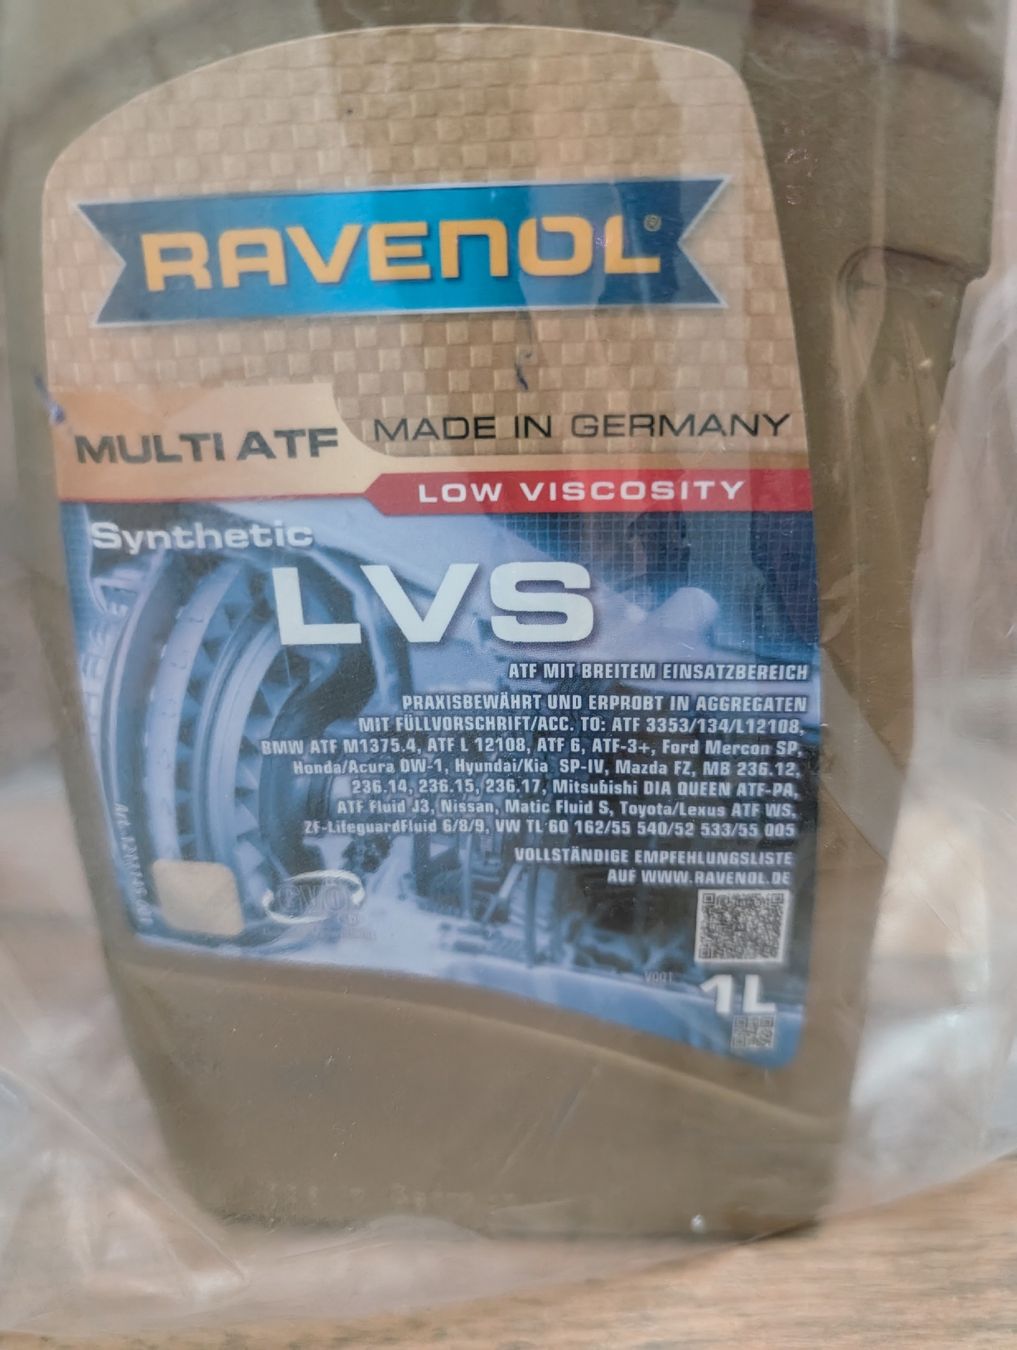 RAVENOL®
MULTI ATF
MADE IN GERMANY
LOW VISCOSITY
Synthetic
LVS
ATF MIT BREITEM EINSATZBEREICH
PRAXISBEWÄHRT UND ERPROBT IN AGGREGATEN
MIT FÜLLVORSCHRIFT/ACC. TO: ATF 3353/134/L12108,
BMW ATF M1375.4, ATF L 12108, ATF 6, ATF-3+, Ford Mercon SP,
Honda/Acura DW-1, Hyundai/Kia SP-IV, Mazda FZ, MB 236.12,
236.14, 236.15, 236.17, Mitsubishi DIA QUEEN ATF-PA,
ATF Fluid J3, Nissan, Matic Fluid S, Toyota/Lexus ATF WS,
ZF-LifeguardFluid 6/8/9, VW TL 60 162/55 540/52 533/55 005
VOLLSTÄNDIGE EMPFEHLUNGSLISTE
AUF WWW.RAVENOL.DE
V001
1L